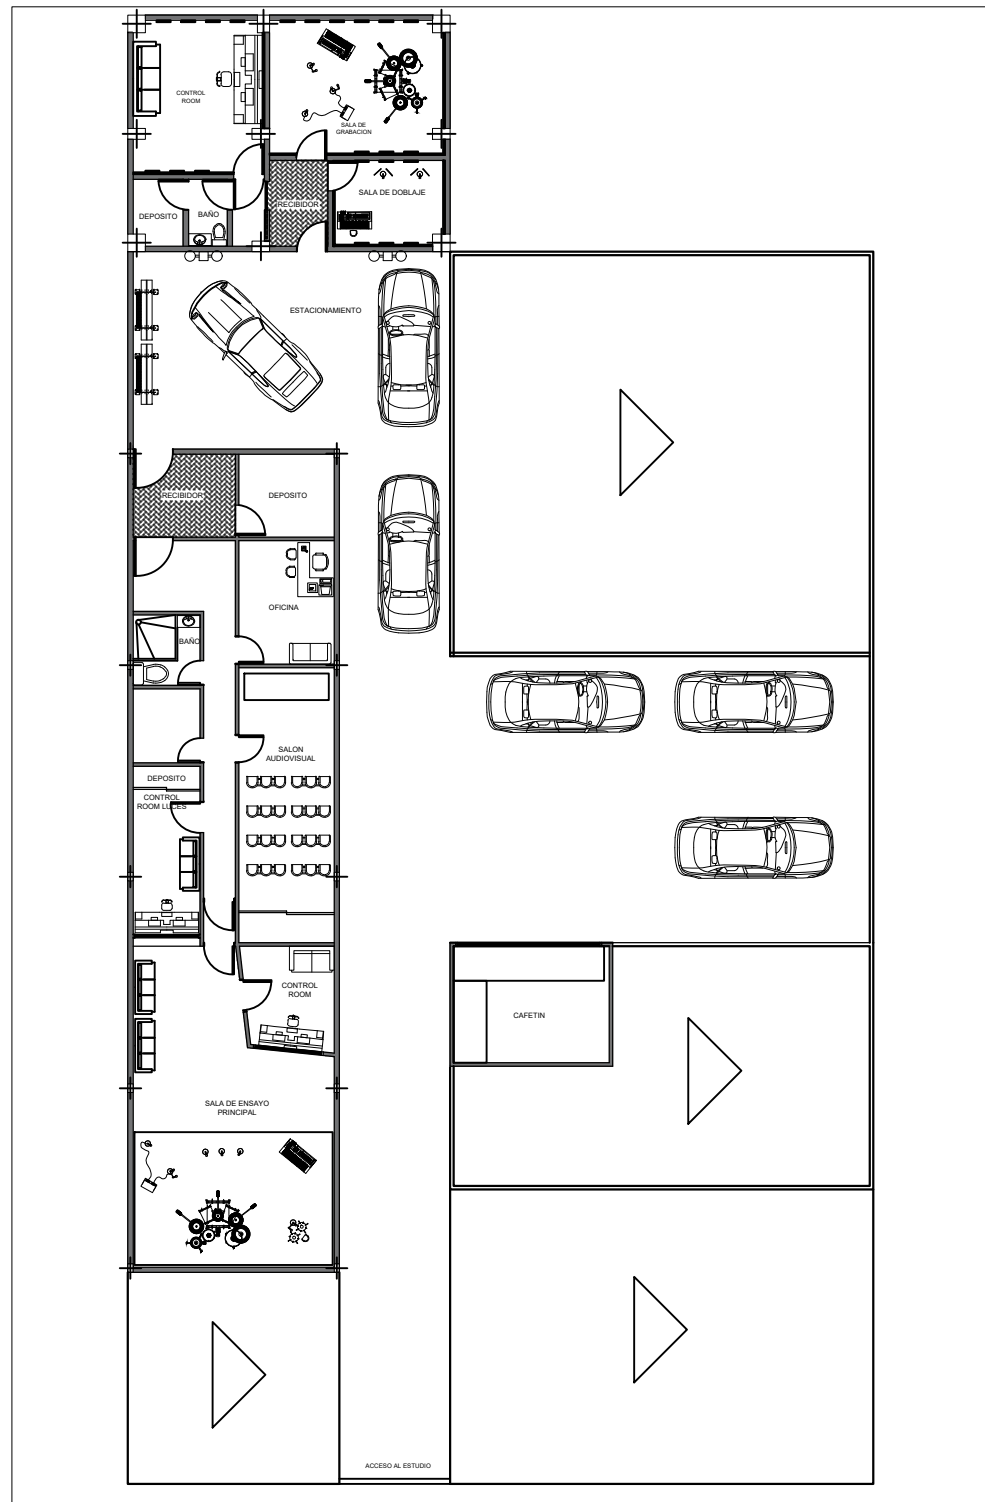 CONTROL
ROOM
SALA DE
GRABACION
DEPOSITO
BAÑO
RECIBIDOR
SALA DE DOBLAJE
ESTACIONAMIENTO
RECIBIDOR
DEPOSITO
OFICINA
BAÑO
SALON
AUDIOVISUAL
DEPOSITO
CONTROL
ROOM LUCES
CONTROL
ROOM
CAFETIN
SALA DE ENSAYO
PRINCIPAL
ACCESO AL ESTUDIO